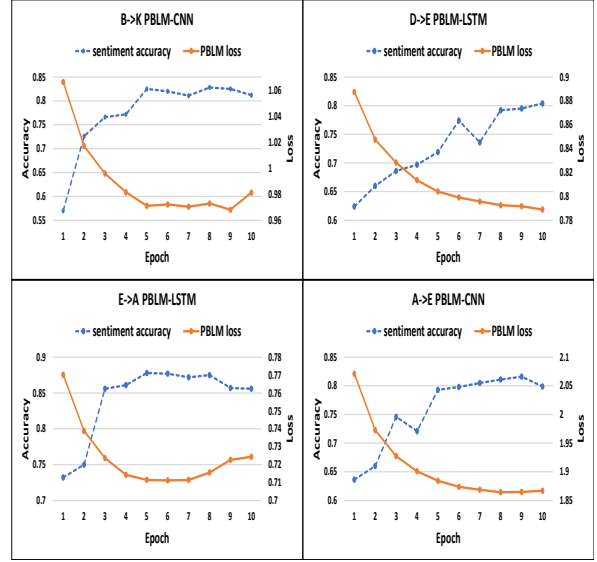 B->K PBLM-CNN
sentiment accuracy PBLM loss
0.85 0.8 0.75 0.7 0.65 0.6 0.55
Accuracy
1.06 1.04 1.02 1 0.98 0.96
Loss
1 2 3 4 5 6 7 8 9 10
Epoch
D->E PBLM-LSTM
sentiment accuracy PBLM loss
0.85 0.8 0.75 0.7 0.65 0.6
Accuracy
0.9 0.88 0.86 0.84 0.82 0.8 0.78
Loss
1 2 3 4 5 6 7 8 9 10
Epoch
E->A PBLM-LSTM
sentiment accuracy PBLM loss
0.9 0.85 0.8 0.75 0.7
Accuracy
0.78 0.77 0.76 0.75 0.74 0.73 0.72 0.71 0.7
Loss
1 2 3 4 5 6 7 8 9 10
Epoch
A->E PBLM-CNN
sentiment accuracy PBLM loss
0.85 0.8 0.75 0.7 0.65 0.6
Accuracy
2.1 2.05 2 1.95 1.9 1.85
Loss
1 2 3 4 5 6 7 8 9 10
Epoch